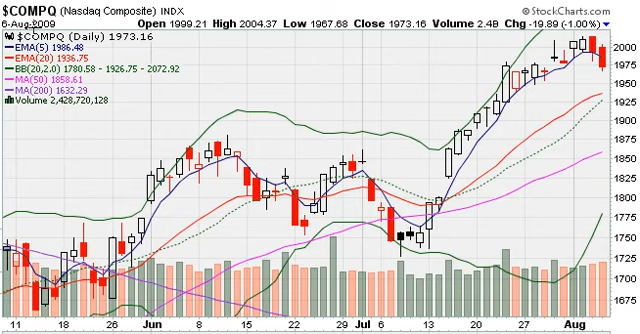 $COMPQ (Nasdaq Composite) INDX
© StockCharts.com
6-Aug-2009 Open 1999.21 High 2004.37 Low 1967.68 Close 1973.16 Volume 2.4B Chg -19.89 (-1.00%)
$COMPQ (Daily) 1973.16
EMA(5) 1986.48
EMA(20) 1936.75
BB(20,2.0) 1780.58 - 1926.75 - 2072.92
MA(50) 1858.61
MA(200) 1632.29
Volume 2,428,720,128
2000
1975
1950
1925
1900
1875
1850
1825
1800
1775
1750
1725
1700
1675
11 18 26 Jun 8 15 22 29 Jul 6 13 20 27 Aug